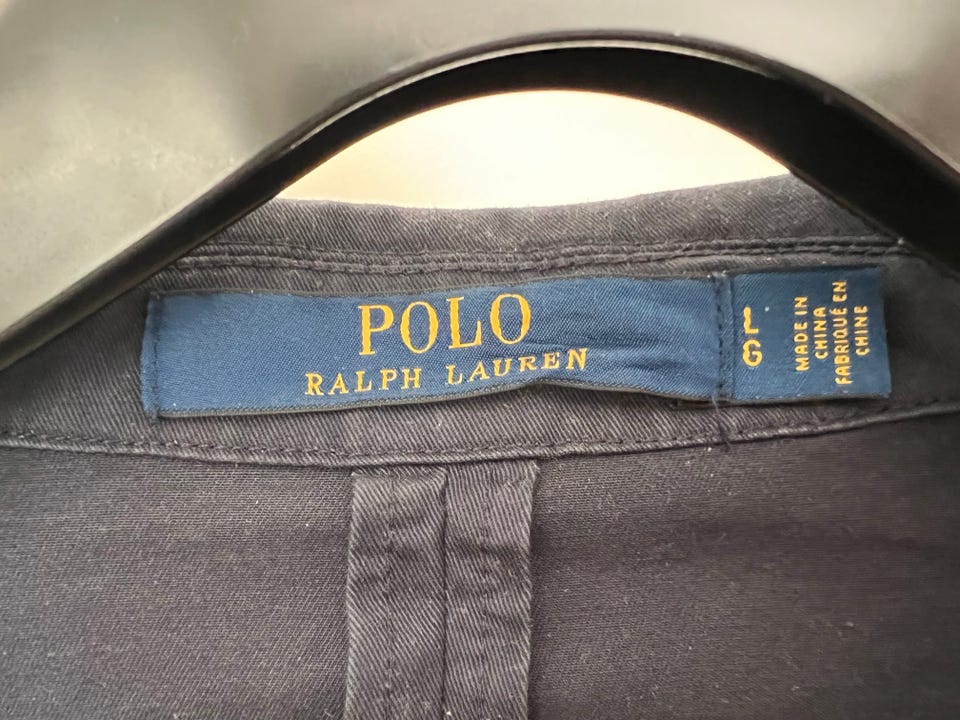 POLO
RALPH LAUREN
L
G
MADE IN
CHINA
FABRIQUÉ EN
CHINE